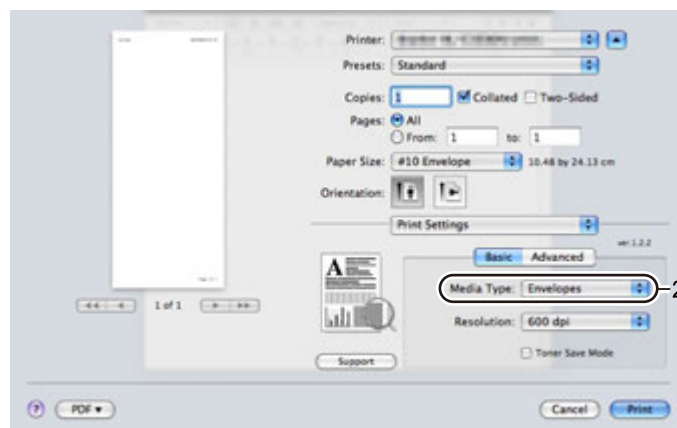 Printer:
Presets: Standard
Copies: 1 Collated Two-Sided
Pages: All
From: 1 to: 1
Paper Size: #10 Envelope 10.48 by 24.13 cm
Orientation:
Print Settings
ver.1.2.2
Basic Advanced
Media Type: Envelopes 2
1 of 1
Resolution: 600 dpi
Toner Save Mode
Support
? PDF Cancel Print